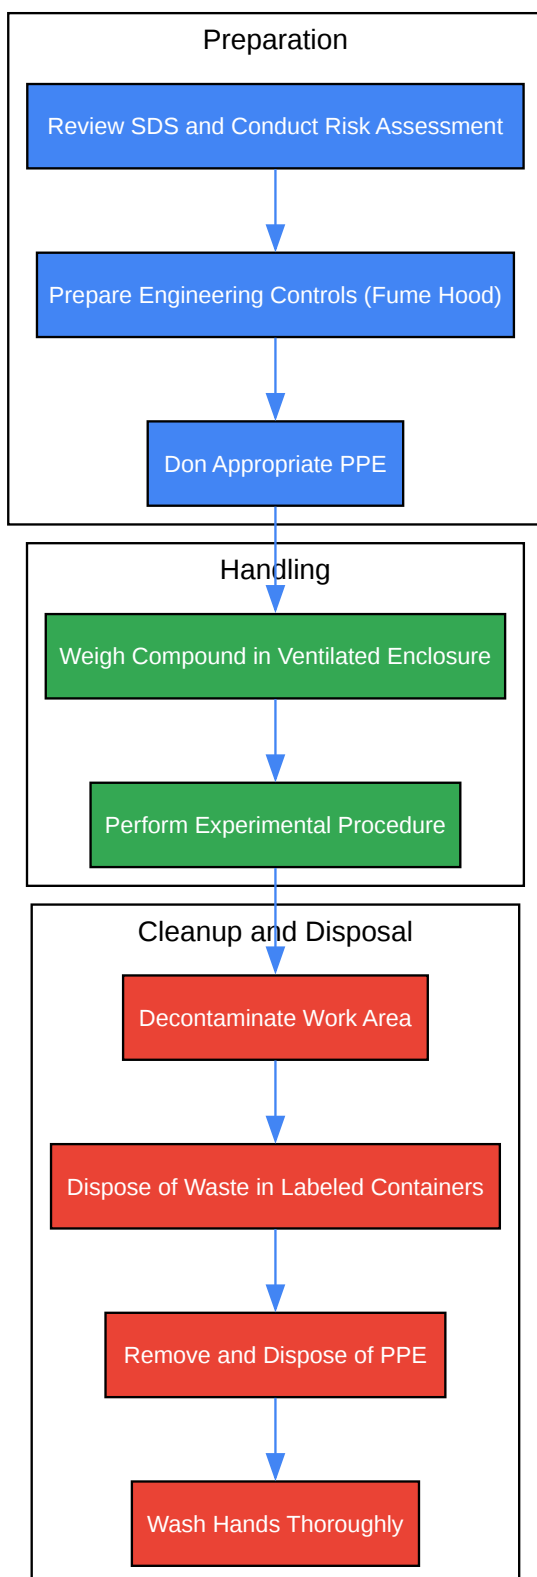 Preparation
Review SDS and Conduct Risk Assessment
Prepare Engineering Controls (Fume Hood)
Don Appropriate PPE
Handling
Weigh Compound in Ventilated Enclosure
Perform Experimental Procedure
Cleanup and Disposal
Decontaminate Work Area
Dispose of Waste in Labeled Containers
Remove and Dispose of PPE
Wash Hands Thoroughly